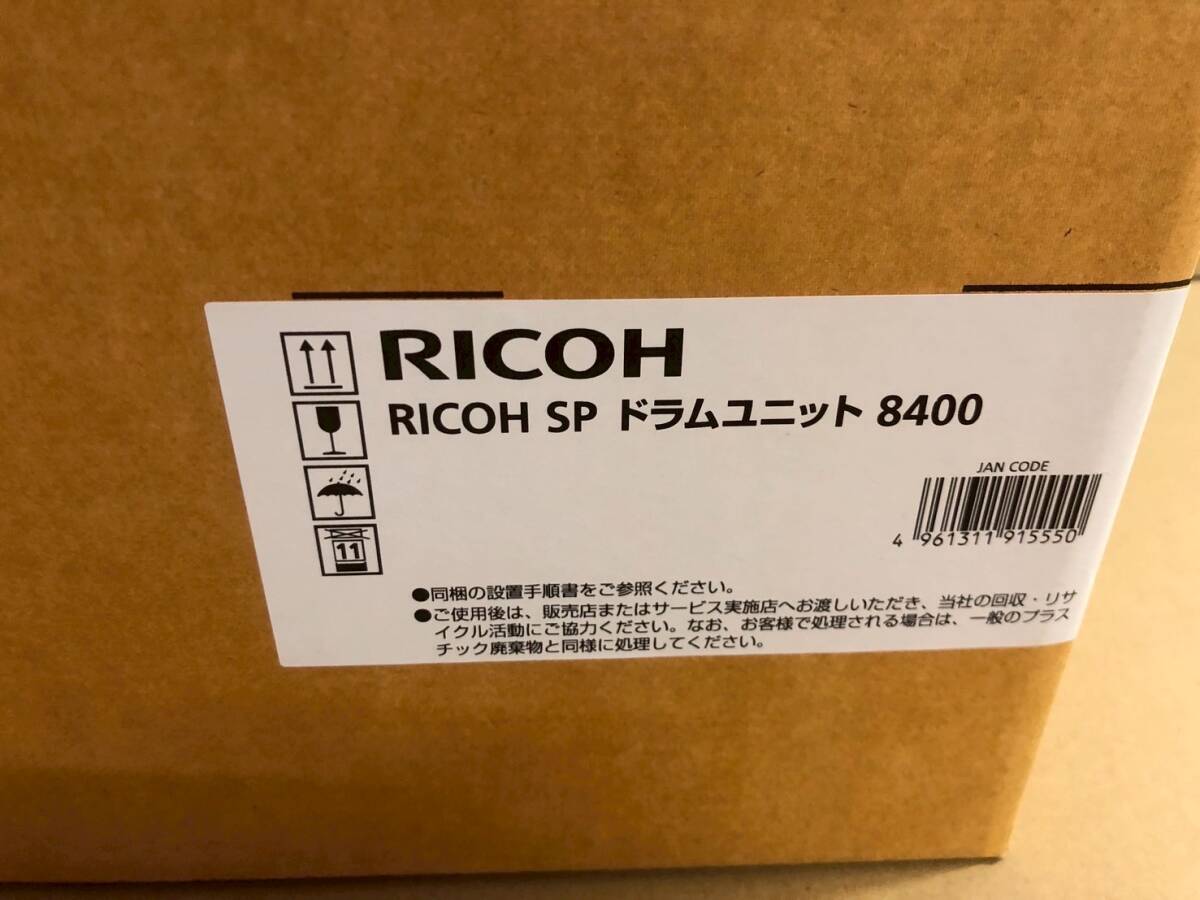 RICOH
RICOH SP ドラムユニット 8400
JAN CODE
4 961311 915550
11
●同梱の設置手順書をご参照ください。
●ご使用後は、販売店またはサービス実施店へお渡しいただき、当社の回収・リサ
イクル活動にご協力ください。なお、お客様で処理される場合は、一般のプラス
チック廃棄物と同様に処理してください。